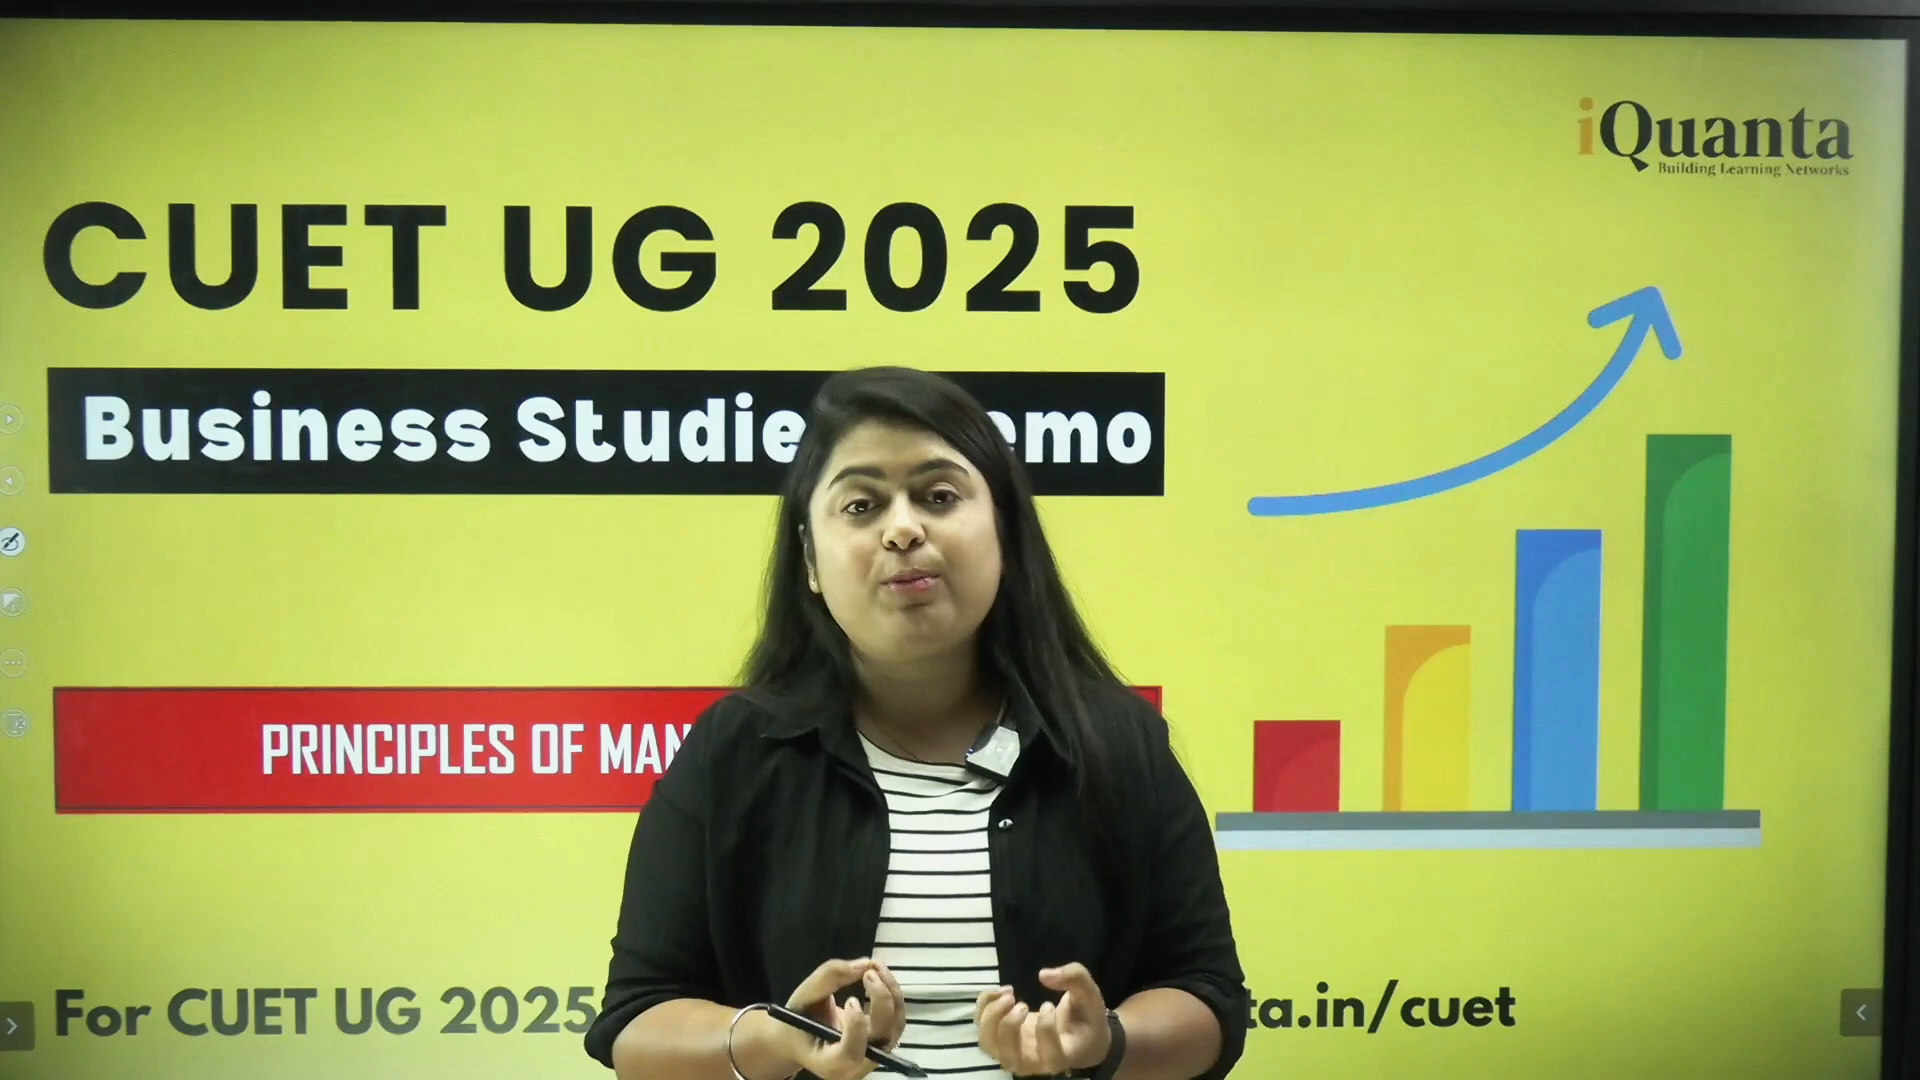 iQuanta
Building Learning Networks
CUET UG 2025
Business Studie emo
PRINCIPLES OF MAN
For CUET UG 2025
ta.in/cuet